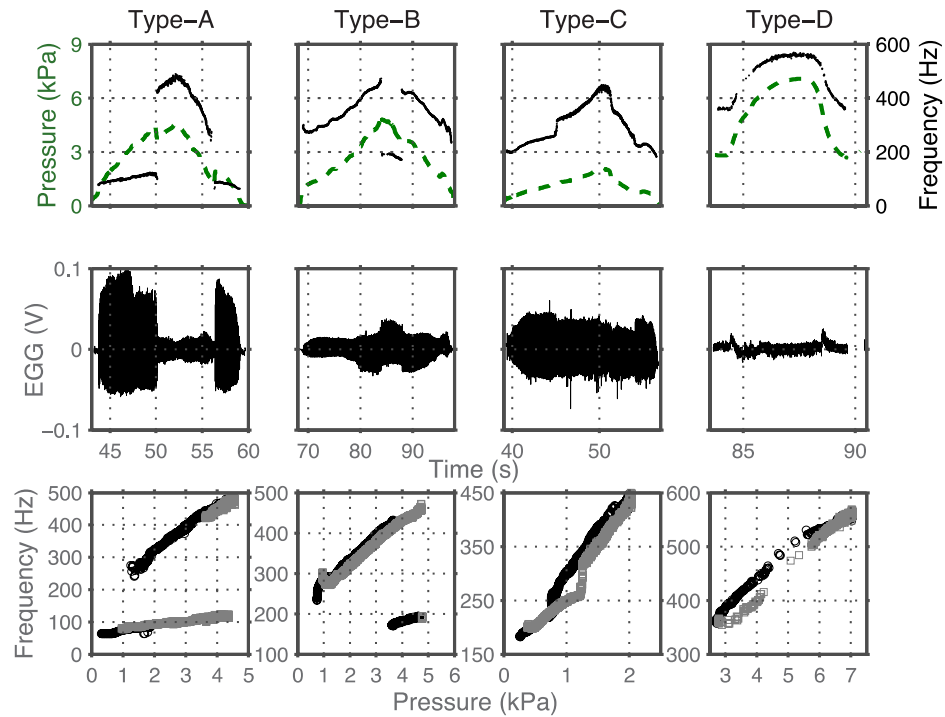 Type−A Type−B Type−C Type−D
Pressure (kPa)
9
6
3
0
600
400
200
0
Frequency (Hz)
EGG (V)
0.1
0
−0.1
45 50 55 60
70 80 90
40 50
85 90
Time (s)
Frequency (Hz)
500
400
300
200
100
0
0 1 2 3 4 5
500
400
300
200
100
0 1 2 3 4 5 6
450
350
250
150
0 1 2
600
500
400
300
3 4 5 6 7
Pressure (kPa)